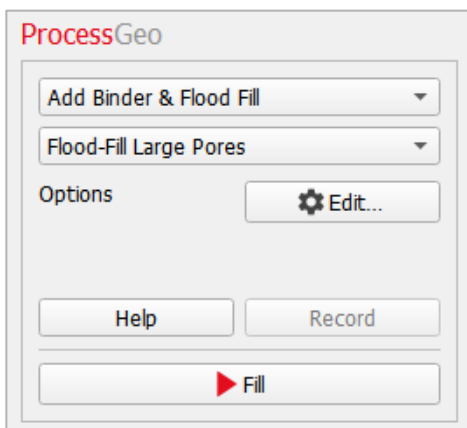 ProcessGeo
Add Binder & Flood Fill
Flood-Fill Large Pores
Options Edit...
Help Record
Fill